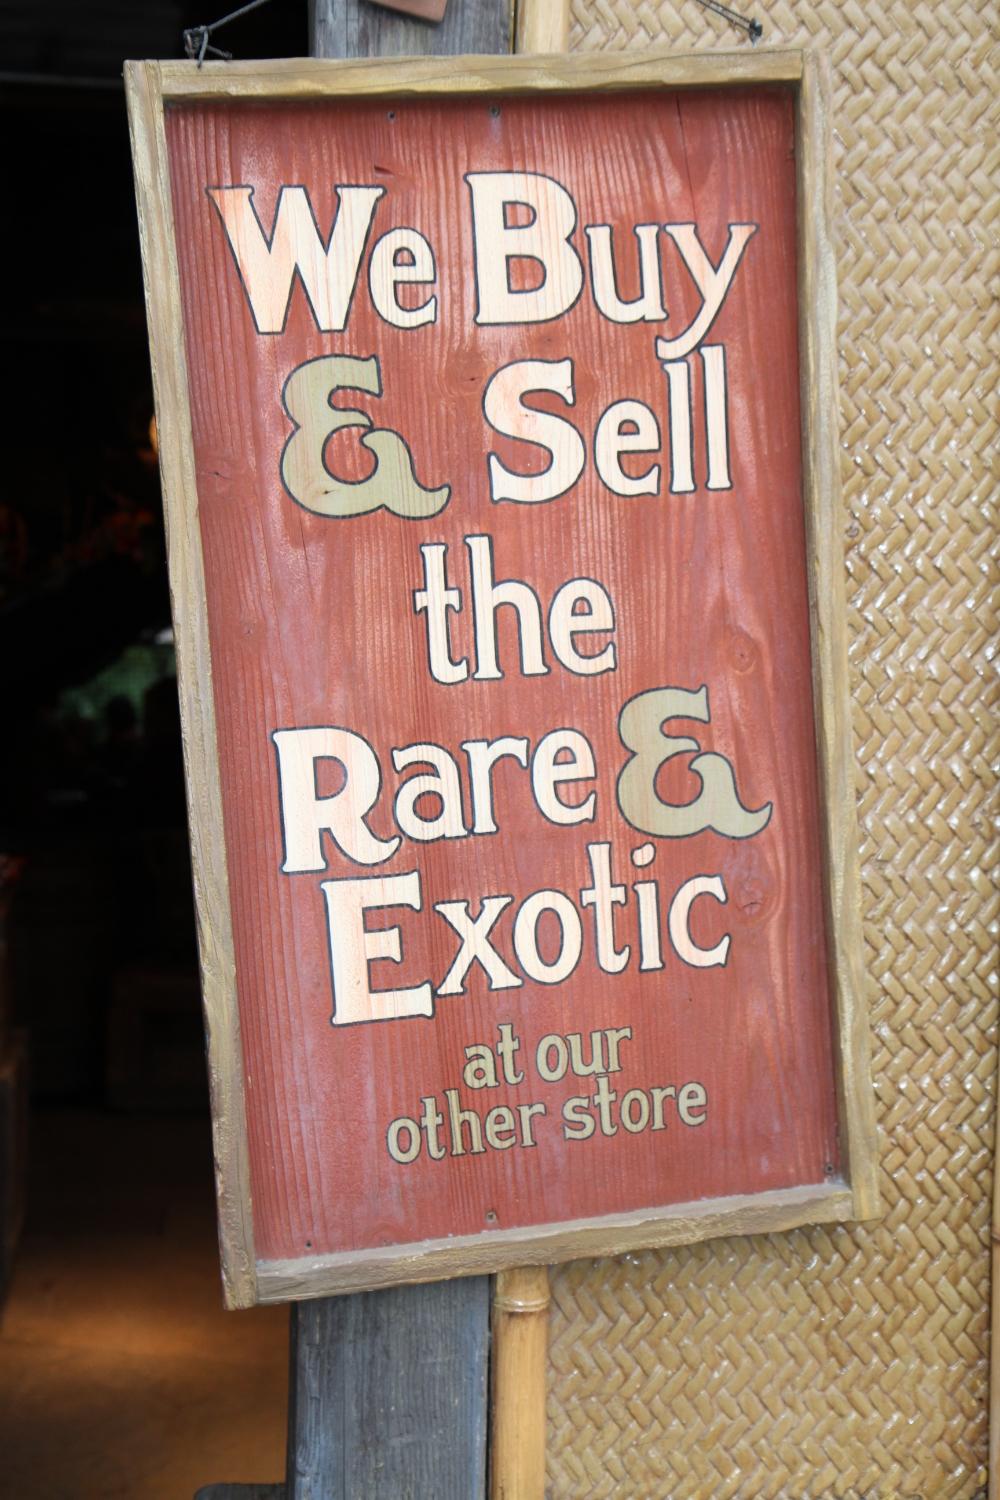 We Buy
& Sell
the
Rare &
Exotic
at our
other store